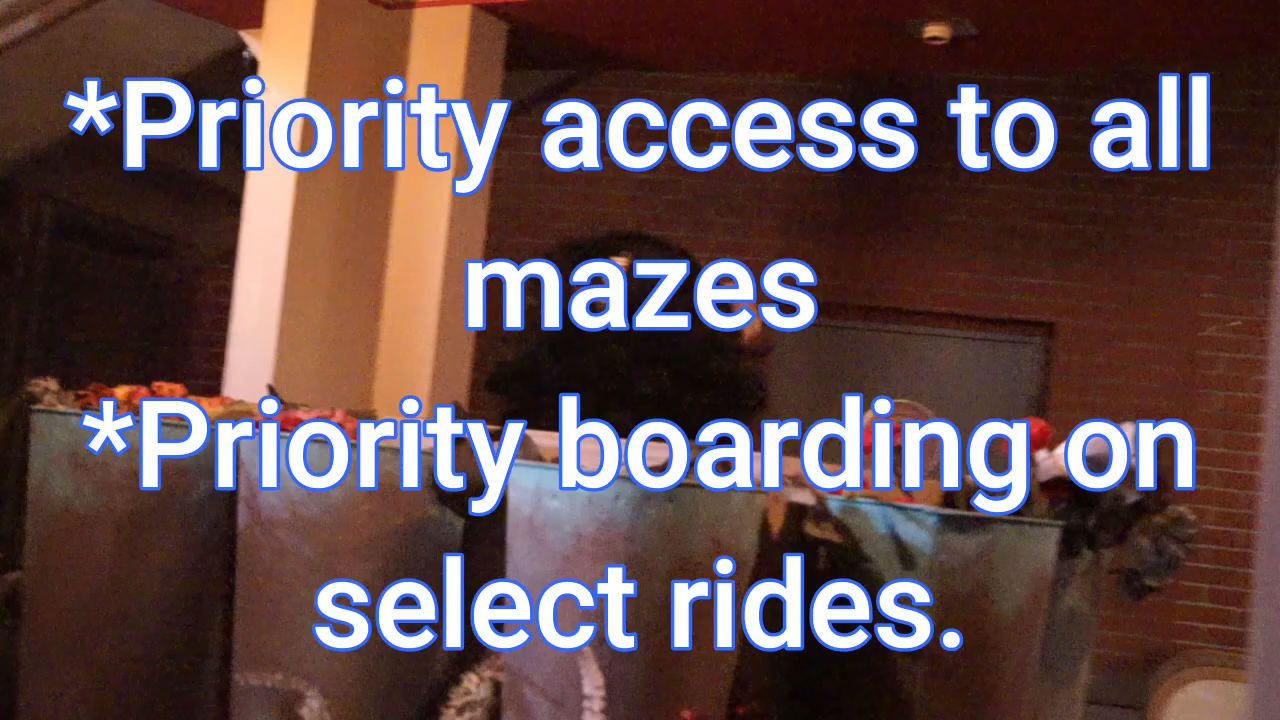 *Priority access to all
mazes
*Priority boarding on
select rides.